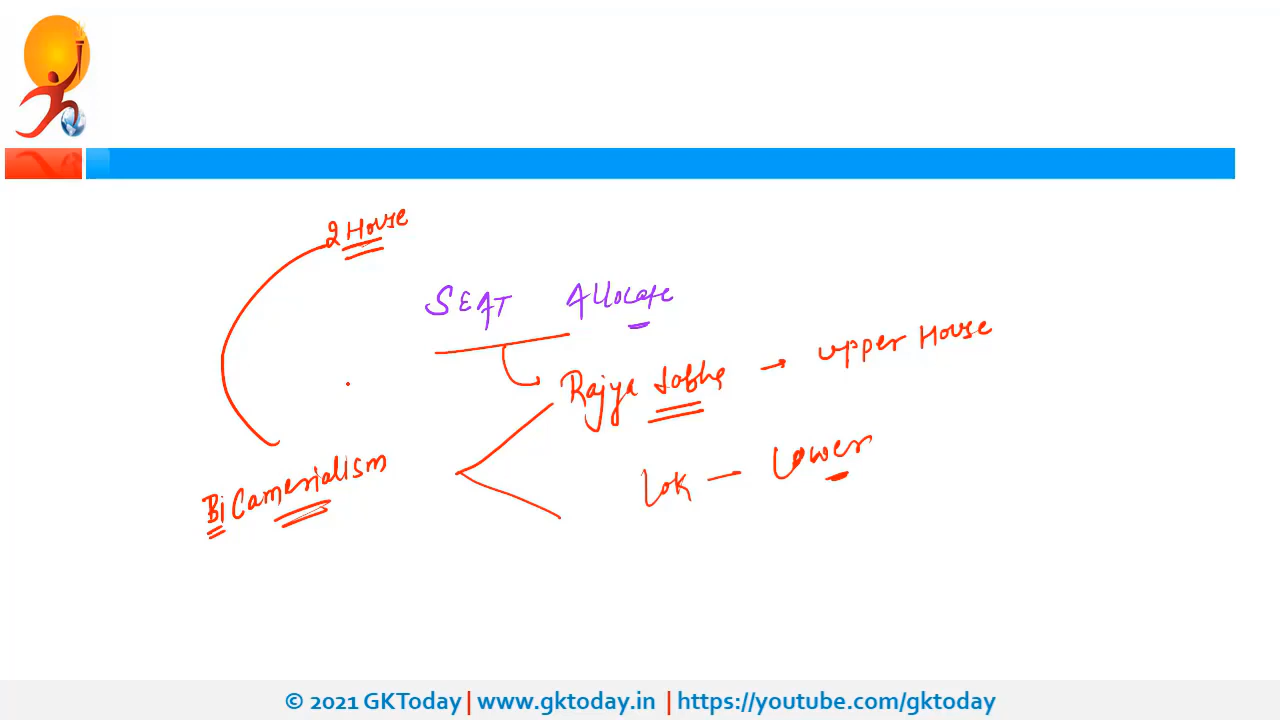 2 House
SEAT Allocate
Rajya Sabha → Upper House
BiCamerialism
Lok — Lower
© 2021 GKToday | www.gktoday.in | https://youtube.com/gktoday